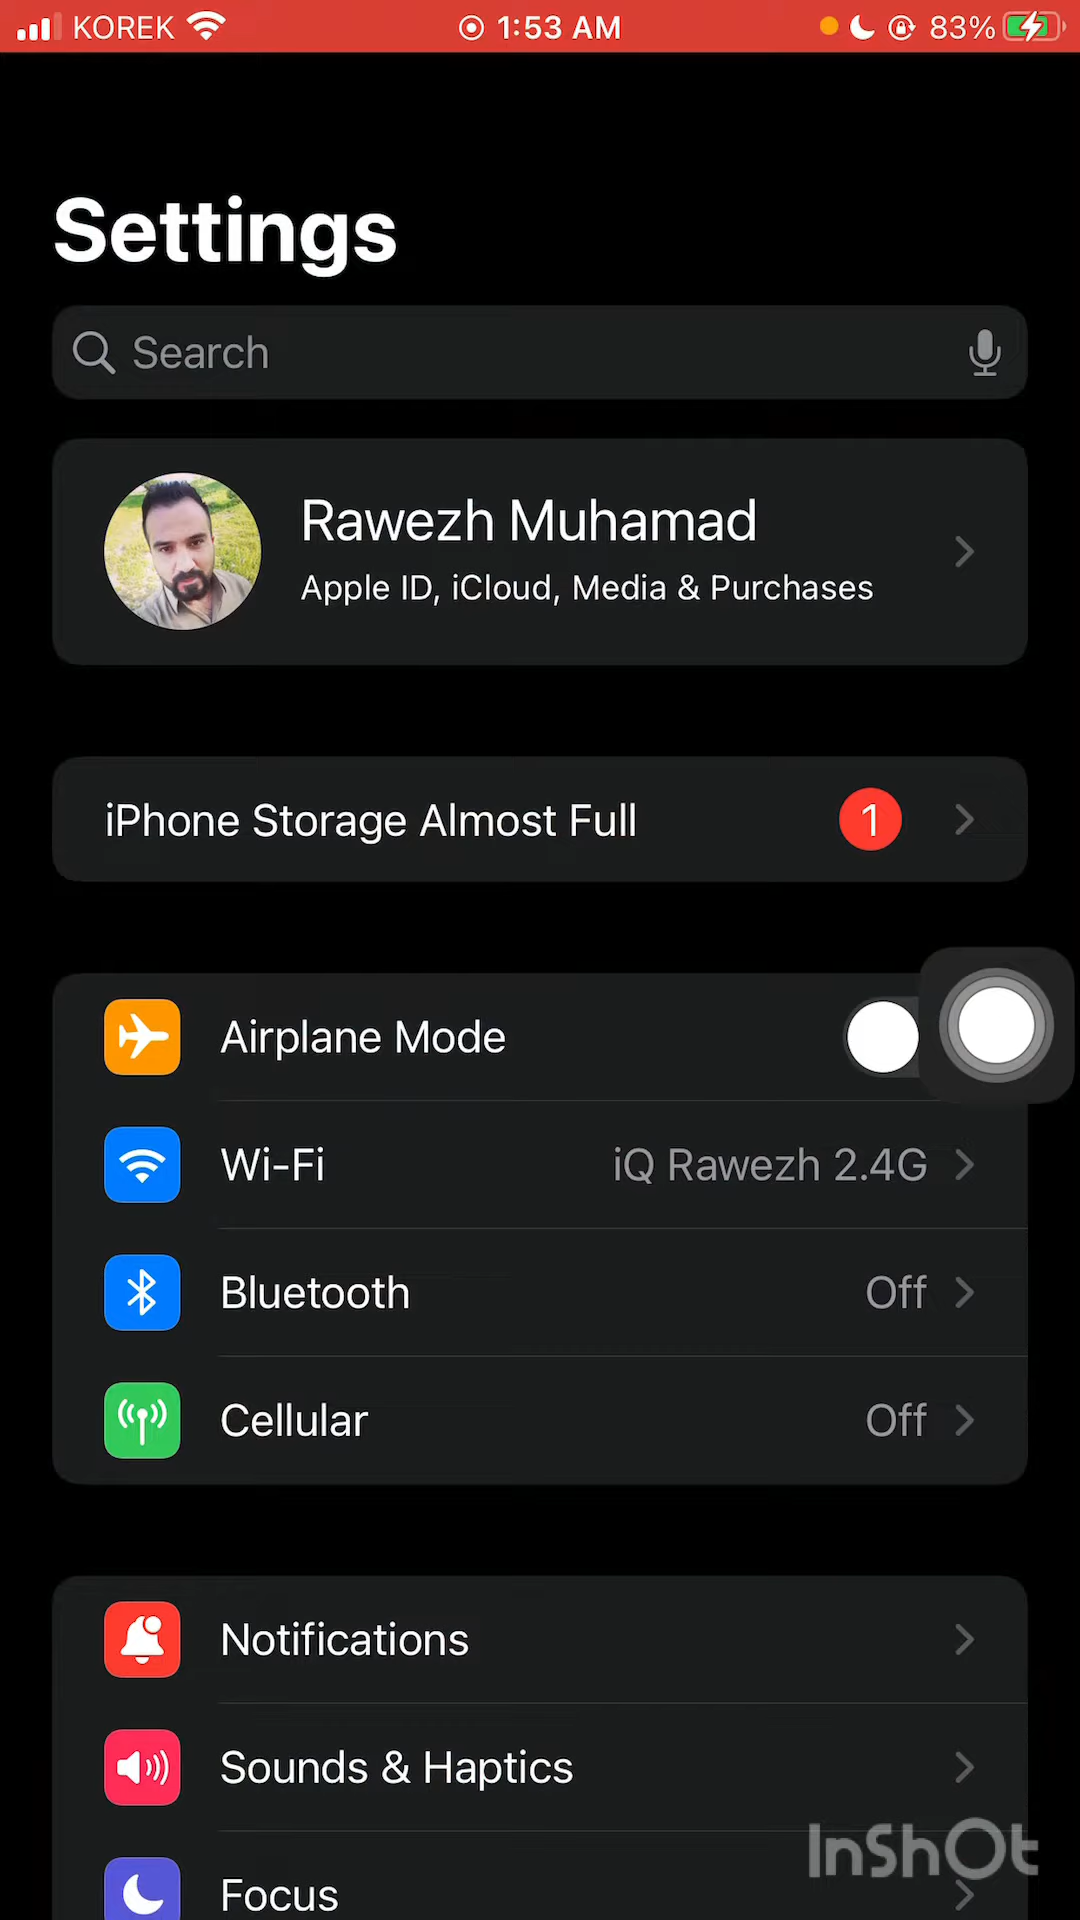 KOREK 1:53 AM 83%
Settings
Search
Rawezh Muhamad
Apple ID, iCloud, Media & Purchases
iPhone Storage Almost Full 1
Airplane Mode
Wi-Fi iQ Rawezh 2.4G
Bluetooth Off
Cellular Off
Notifications
Sounds & Haptics
InShOt
Focus